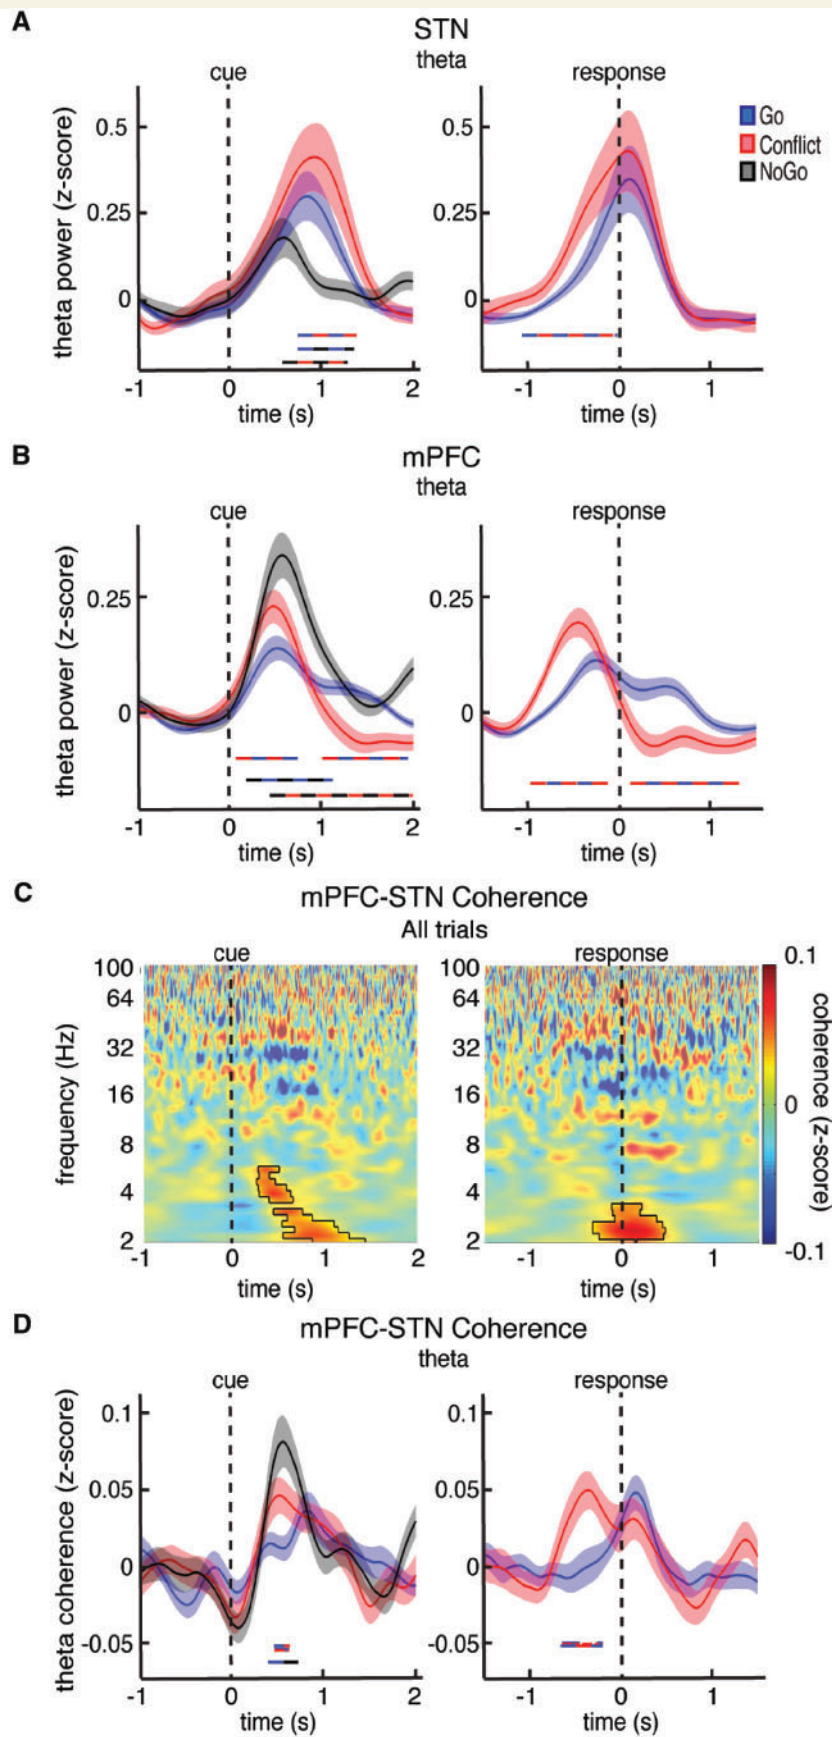 A
STN
theta
cue
response
theta power (z-score)
0.5
0.25
0
-1 0 1 2
time (s)
0.5
0.25
0
-1 0 1
time (s)
Go
Conflict
NoGo
B
mPFC
theta
cue
response
theta power (z-score)
0.25
0
-1 0 1 2
time (s)
0.25
0
-1 0 1
time (s)
C
mPFC-STN Coherence
All trials
cue
response
frequency (Hz)
100
64
32
16
8
4
2
-1 0 1 2
time (s)
100
64
32
16
8
4
2
-1 0 1
time (s)
0.1
0
-0.1
coherence (z-score)
D
mPFC-STN Coherence
theta
cue
response
theta coherence (z-score)
0.1
0.05
0
-0.05
-1 0 1 2
time (s)
0.1
0.05
0
-0.05
-1 0 1
time (s)